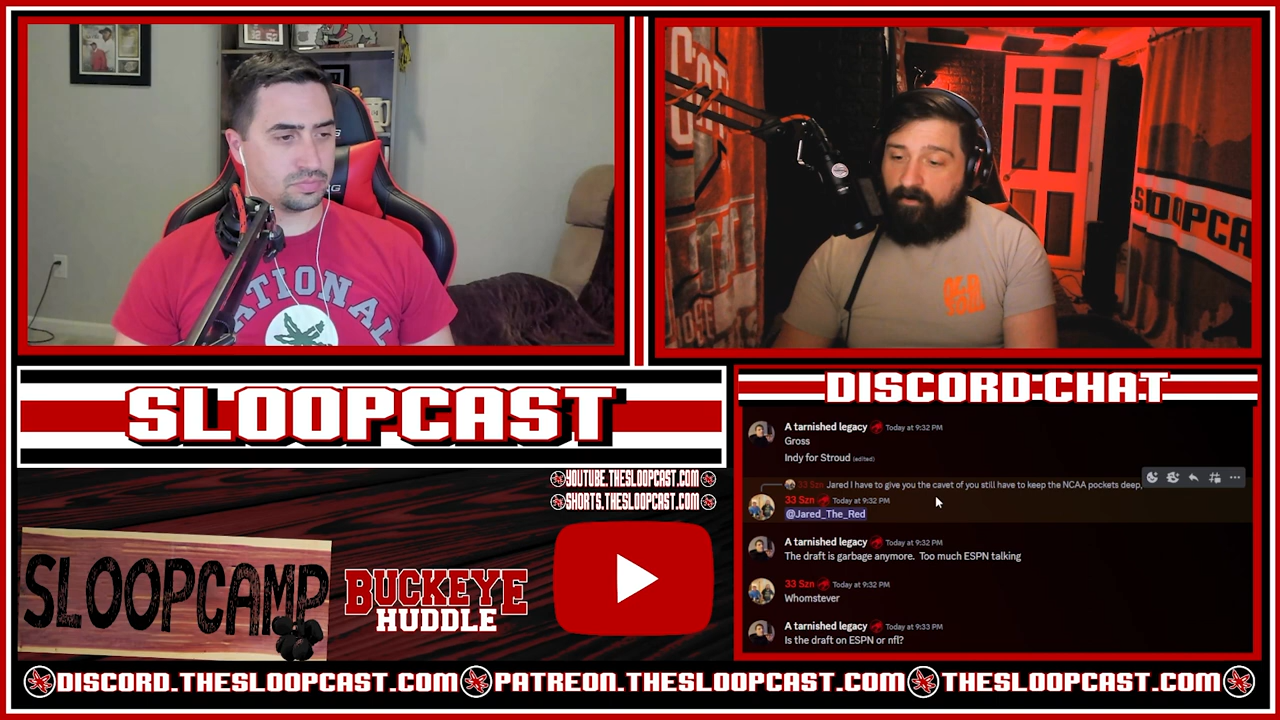 NATIONAL
SLOOPCA
SLOOPCAST
DISCORD:CHAT
A tarnished legacy Today at 9:32 PM
Gross
Indy for Stroud (edited)
33 Szn Jared I have to give you the cavet of you still have to keep the NCAA pockets deep,
33 Szn Today at 9:32 PM
@Jared_The_Red
A tarnished legacy Today at 9:32 PM
The draft is garbage anymore. Too much ESPN talking
33 Szn Today at 9:32 PM
Whomstever
A tarnished legacy Today at 9:33 PM
Is the draft on ESPN or nfl?
YOUTUBE.THESLOOPCAST.COM
SHORTS.THESLOOPCAST.COM
SLOOPCAMP
BUCKEYE
HUDDLE
DISCORD.THESLOOPCAST.COM PATREON.THESLOOPCAST.COM THESLOOPCAST.COM